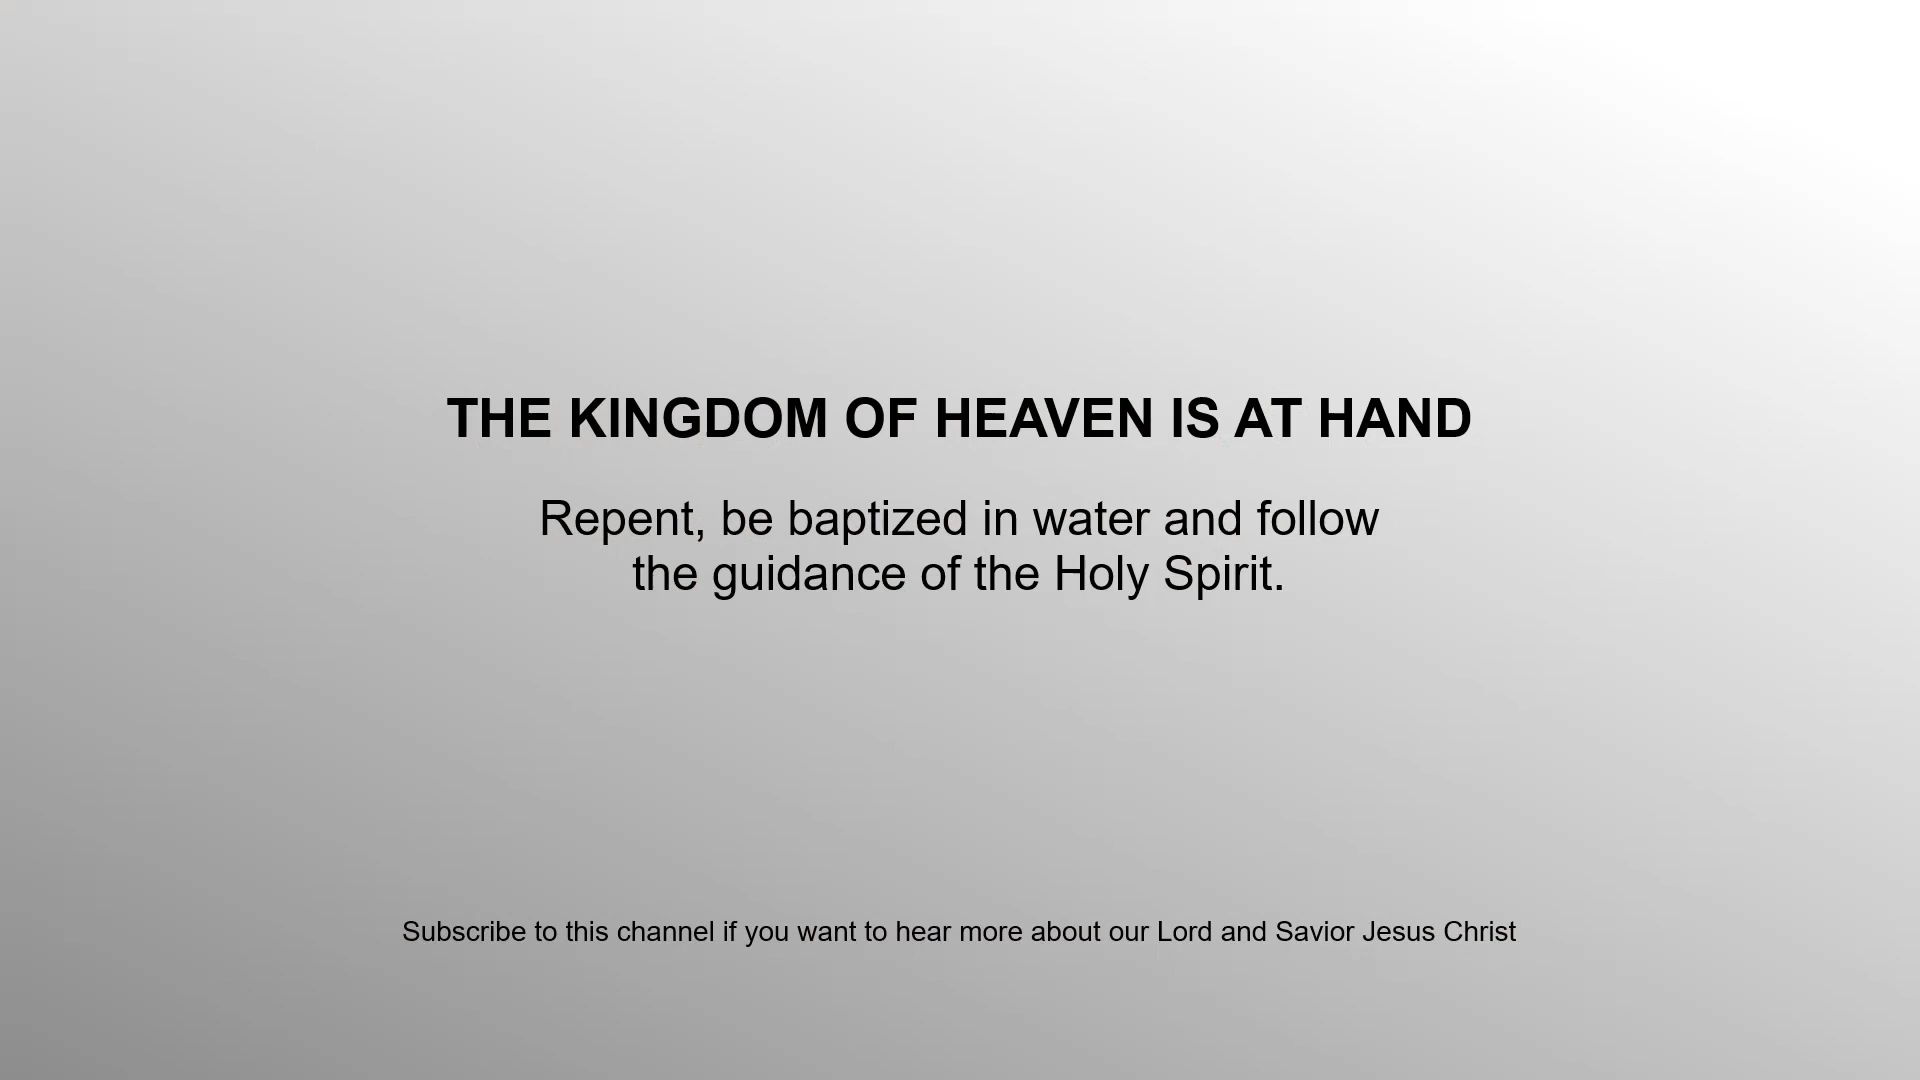 THE KINGDOM OF HEAVEN IS AT HAND
Repent, be baptized in water and follow
the guidance of the Holy Spirit.
Subscribe to this channel if you want to hear more about our Lord and Savior Jesus Christ